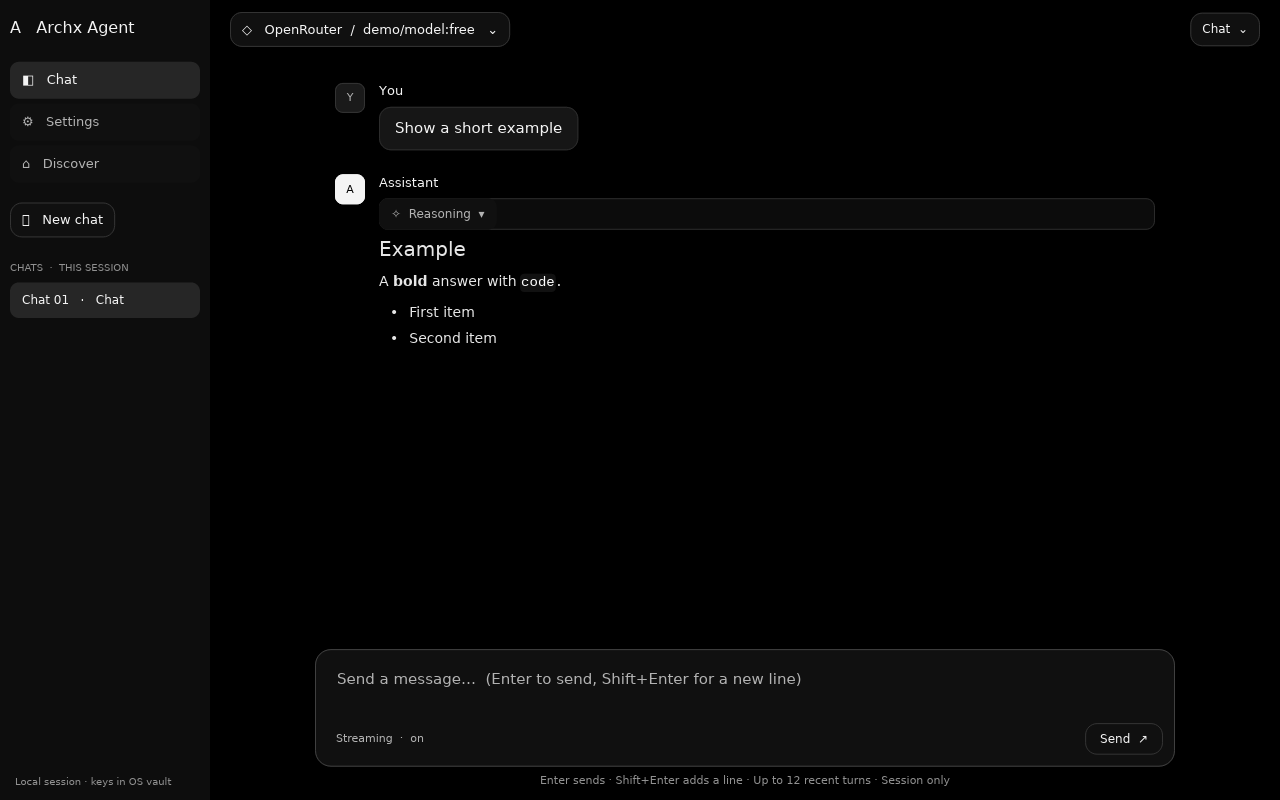 A Archx Agent
Chat
Settings
Discover
New chat
CHATS · THIS SESSION
Chat 01 · Chat
Local session · keys in OS vault
OpenRouter / demo/model:free
Chat
Y
You
Show a short example
A
Assistant
Reasoning
Example
A bold answer with code.
• First item
• Second item
Send a message… (Enter to send, Shift+Enter for a new line)
Streaming · on
Send ↗
Enter sends · Shift+Enter adds a line · Up to 12 recent turns · Session only